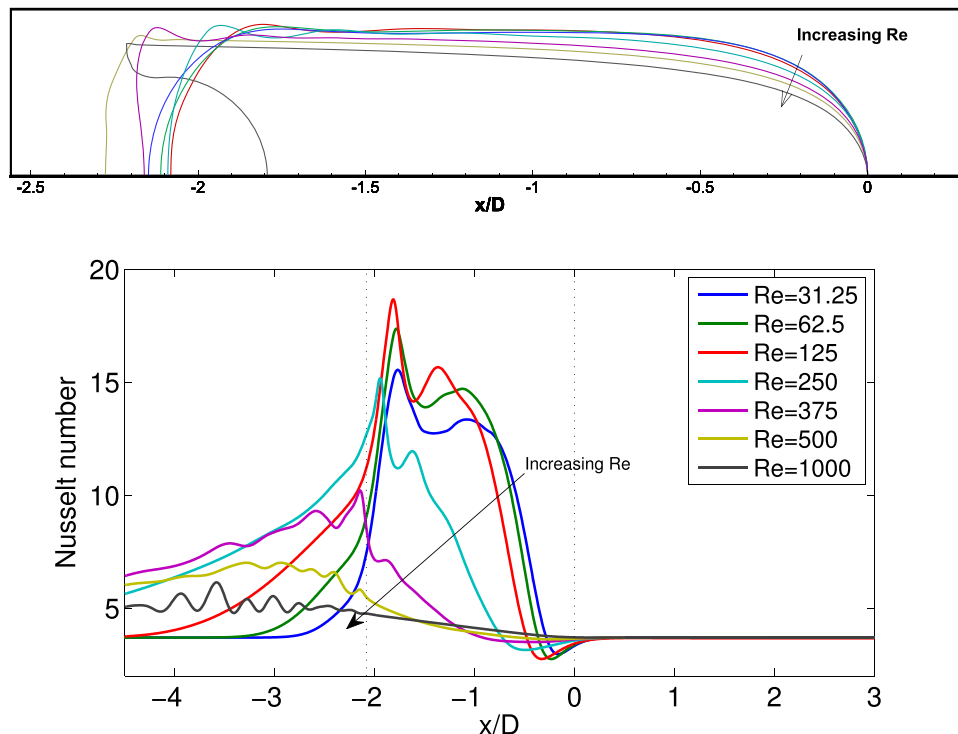 Increasing Re
-2.5 -2 -1.5 -1 -0.5 0
x/D
20
15
10
5
Nusselt number
Re=31.25
Re=62.5
Re=125
Re=250
Re=375
Re=500
Re=1000
Increasing Re
−4 −3 −2 −1 0 1 2 3
x/D